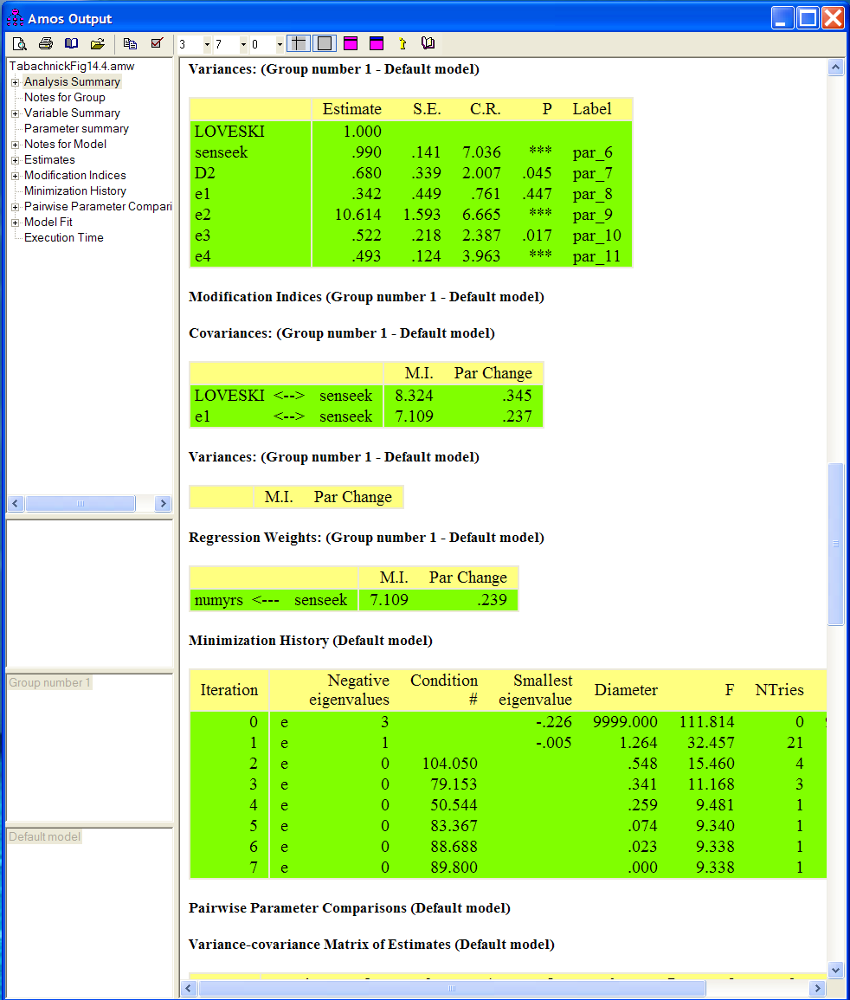 Amos Output
3 7 0
TabachnickFig14.4.amw
Analysis Summary
Notes for Group
Variable Summary
Parameter summary
Notes for Model
Estimates
Modification Indices
Minimization History
Pairwise Parameter Compari
Model Fit
Execution Time
Group number 1
Default model
Variances: (Group number 1 - Default model)
Estimate S.E. C.R. P Label
LOVESKI 1.000
senseek .990 .141 7.036 *** par_6
D2 .680 .339 2.007 .045 par_7
e1 .342 .449 .761 .447 par_8
e2 10.614 1.593 6.665 *** par_9
e3 .522 .218 2.387 .017 par_10
e4 .493 .124 3.963 *** par_11
Modification Indices (Group number 1 - Default model)
Covariances: (Group number 1 - Default model)
M.I. Par Change
LOVESKI <--> senseek 8.324 .345
e1 <--> senseek 7.109 .237
Variances: (Group number 1 - Default model)
M.I. Par Change
Regression Weights: (Group number 1 - Default model)
M.I. Par Change
numyrs <--- senseek 7.109 .239
Minimization History (Default model)
Iteration Negative eigenvalues Condition # Smallest eigenvalue Diameter F NTries
0 e 3 -.226 9999.000 111.814 0
1 e 1 -.005 1.264 32.457 21
2 e 0 104.050 .548 15.460 4
3 e 0 79.153 .341 11.168 3
4 e 0 50.544 .259 9.481 1
5 e 0 83.367 .074 9.340 1
6 e 0 88.688 .023 9.338 1
7 e 0 89.800 .000 9.338 1
Pairwise Parameter Comparisons (Default model)
Variance-covariance Matrix of Estimates (Default model)